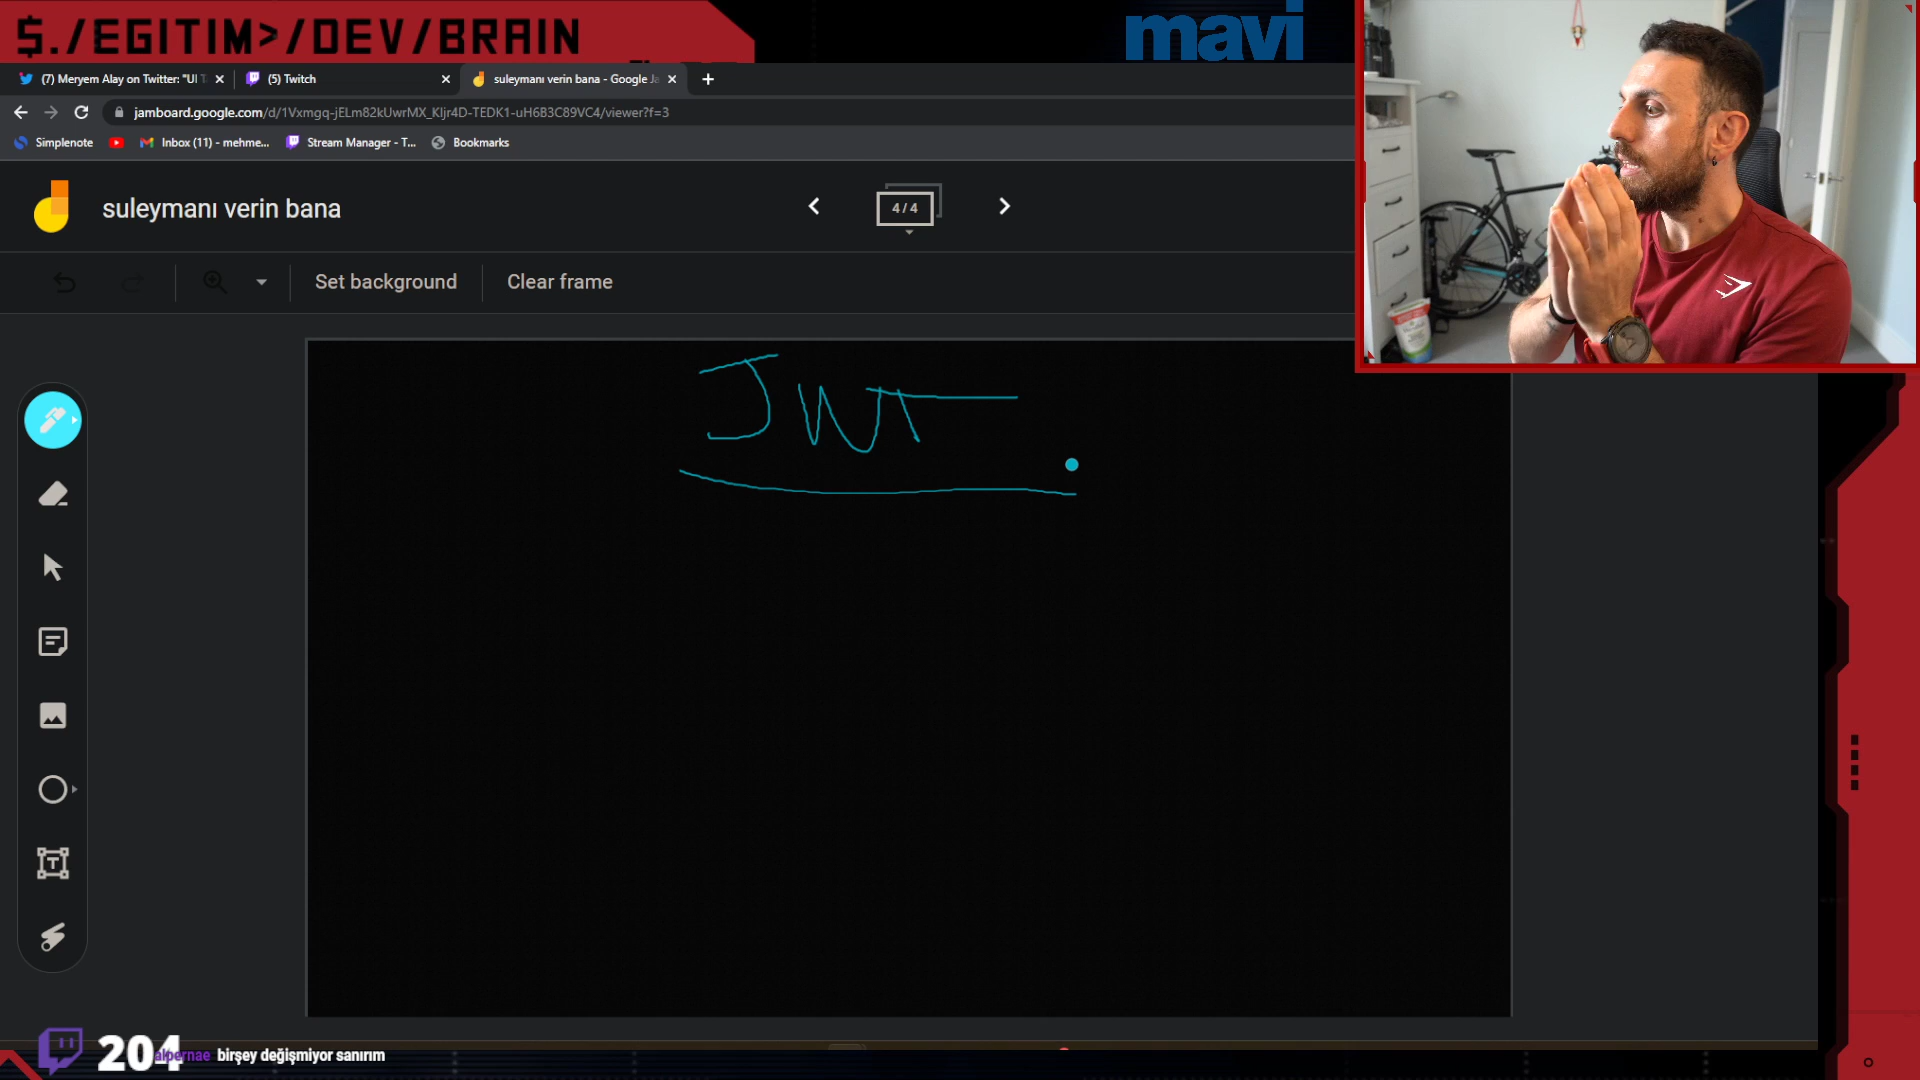 $./EGITIM>/DEV/BRAIN
mavi
(7) Meryem Alay on Twitter: "UI T
(5) Twitch
suleymanı verin bana - Google Ja
jamboard.google.com/d/1Vxmgq-jELm82kUwrMX_KIjr4D-TEDK1-uH6B3C89VC4/viewer?f=3
Simplenote
Inbox (11) - mehme...
Stream Manager - T...
Bookmarks
suleymanı verin bana
4 / 4
Set background
Clear frame
JWT
204
alpernae birşey değişmiyor sanırım